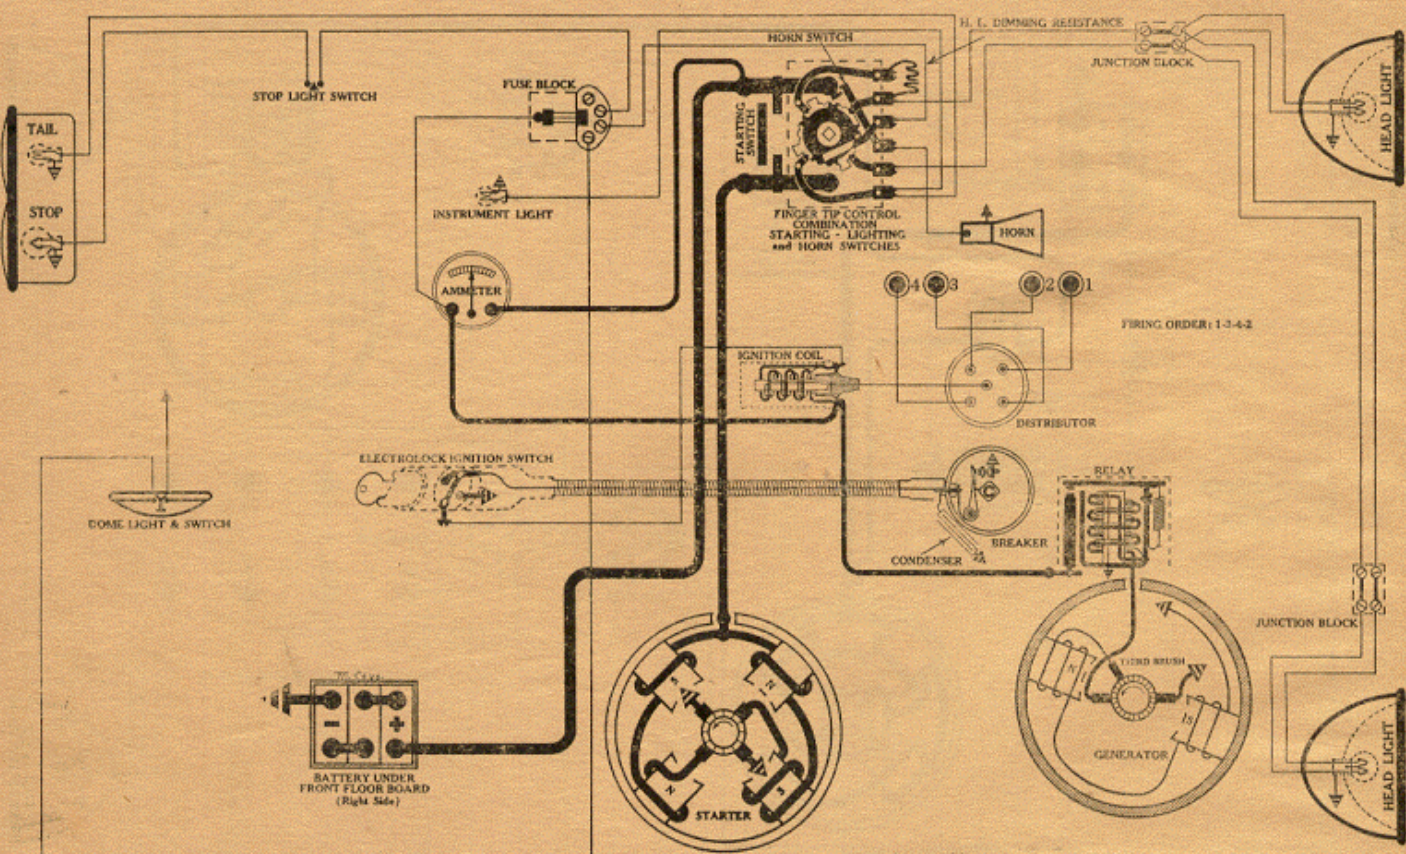 H. L. DIMMING RESISTANCE
HORN SWITCH
JUNCTION BLOCK
FUSE BLOCK
STOP LIGHT SWITCH
HEAD LIGHT
TAIL
STARTING
SWITCH
STOP
INSTRUMENT LIGHT
FINGER TIP CONTROL
COMBINATION
STARTING - LIGHTING
and HORN SWITCHES
HORN
AMMETER
4 3 2 1
FIRING ORDER: 1-3-4-2
IGNITION COIL
DISTRIBUTOR
ELECTROLOCK IGNITION SWITCH
RELAY
DOME LIGHT & SWITCH
BREAKER
CONDENSER
JUNCTION BLOCK
THIRD BRUSH
N
S
GENERATOR
- +
S
N
N
S
STARTER
BATTERY UNDER
FRONT FLOOR BOARD
(Right Side)
HEAD LIGHT